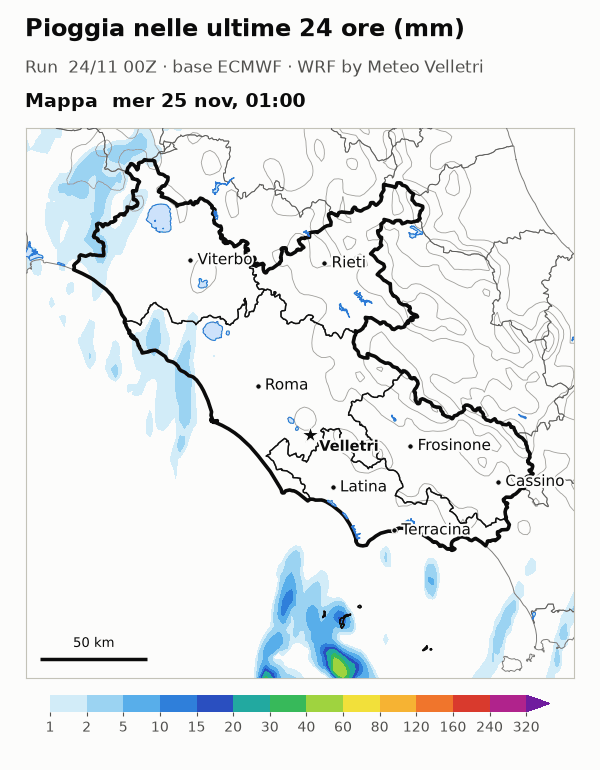 Pioggia nelle ultime 24 ore (mm)
Run  24/11 00Z · base ECMWF · WRF by Meteo Velletri
Mappa  mer 25 nov, 01:00
Viterbo
Rieti
Roma
Velletri
Frosinone
Cassino
Latina
Terracina
50 km
1 2 5 10 15 20 30 40 60 80 120 160 240 320